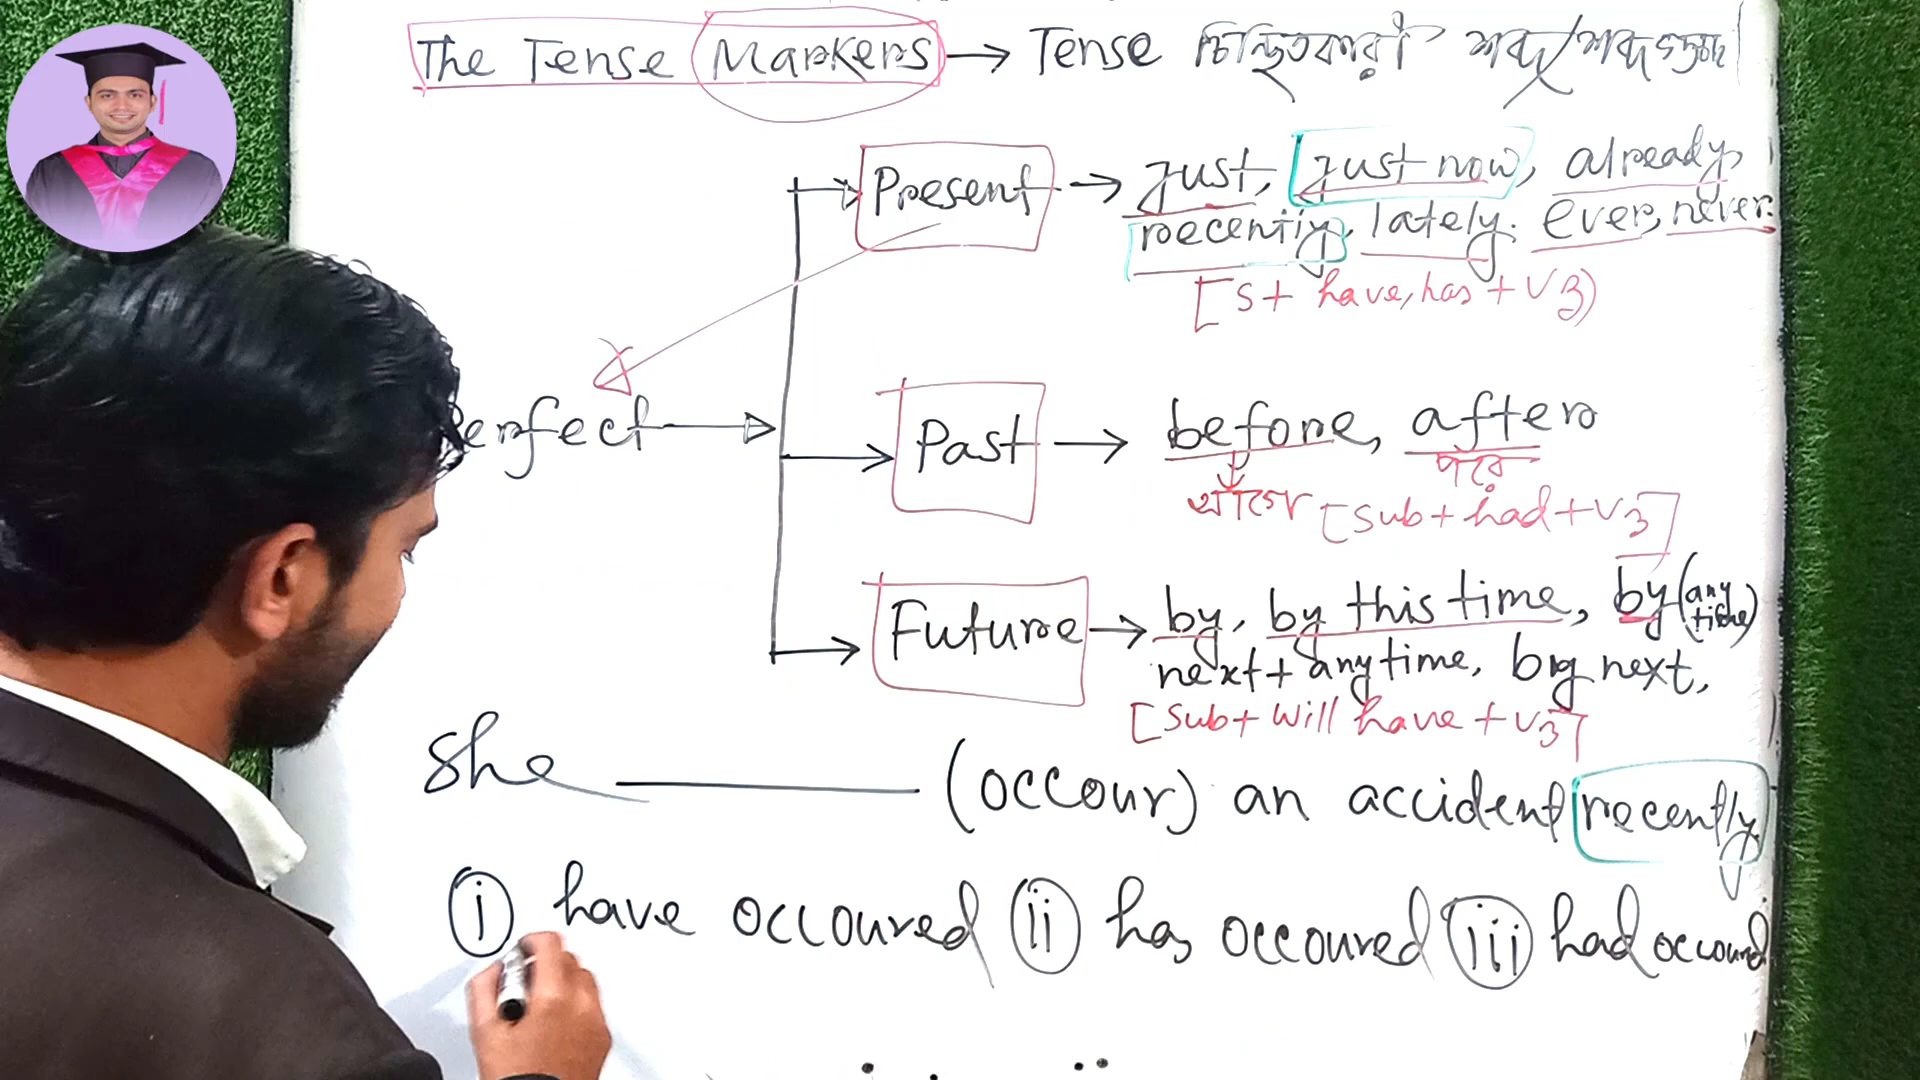 The Tense Markers → Tense চিহ্নিতকারী শব্দ/শব্দগুচ্ছ।
Present → Just, Just now, already,
recently, lately. ever, never.
[S + have, has + V3)
Perfect
Past → before, after
আগে পরে [Sub + had + V3]
Future → by, by this time, by (any time)
next + any time, by next,
[Sub + will have + V3]
She ______ (occour) an accident recently.
i have occoured ii has occoured iii had occoured